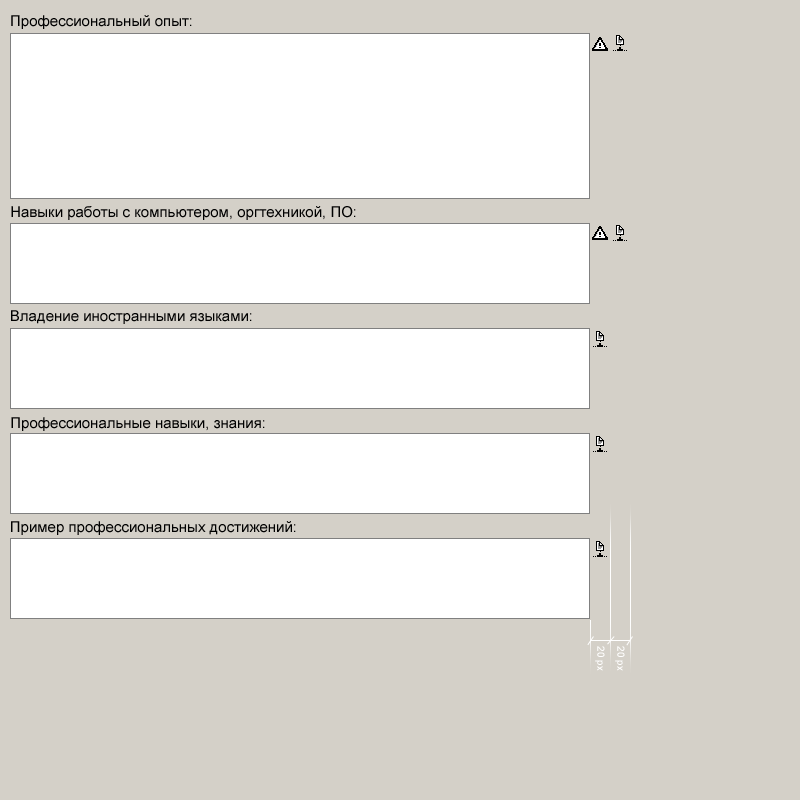 Профессиональный опыт:
Навыки работы с компьютером, оргтехникой, ПО:
Владение иностранными языками:
Профессиональные навыки, знания:
Пример профессиональных достижений:
20 px
20 px